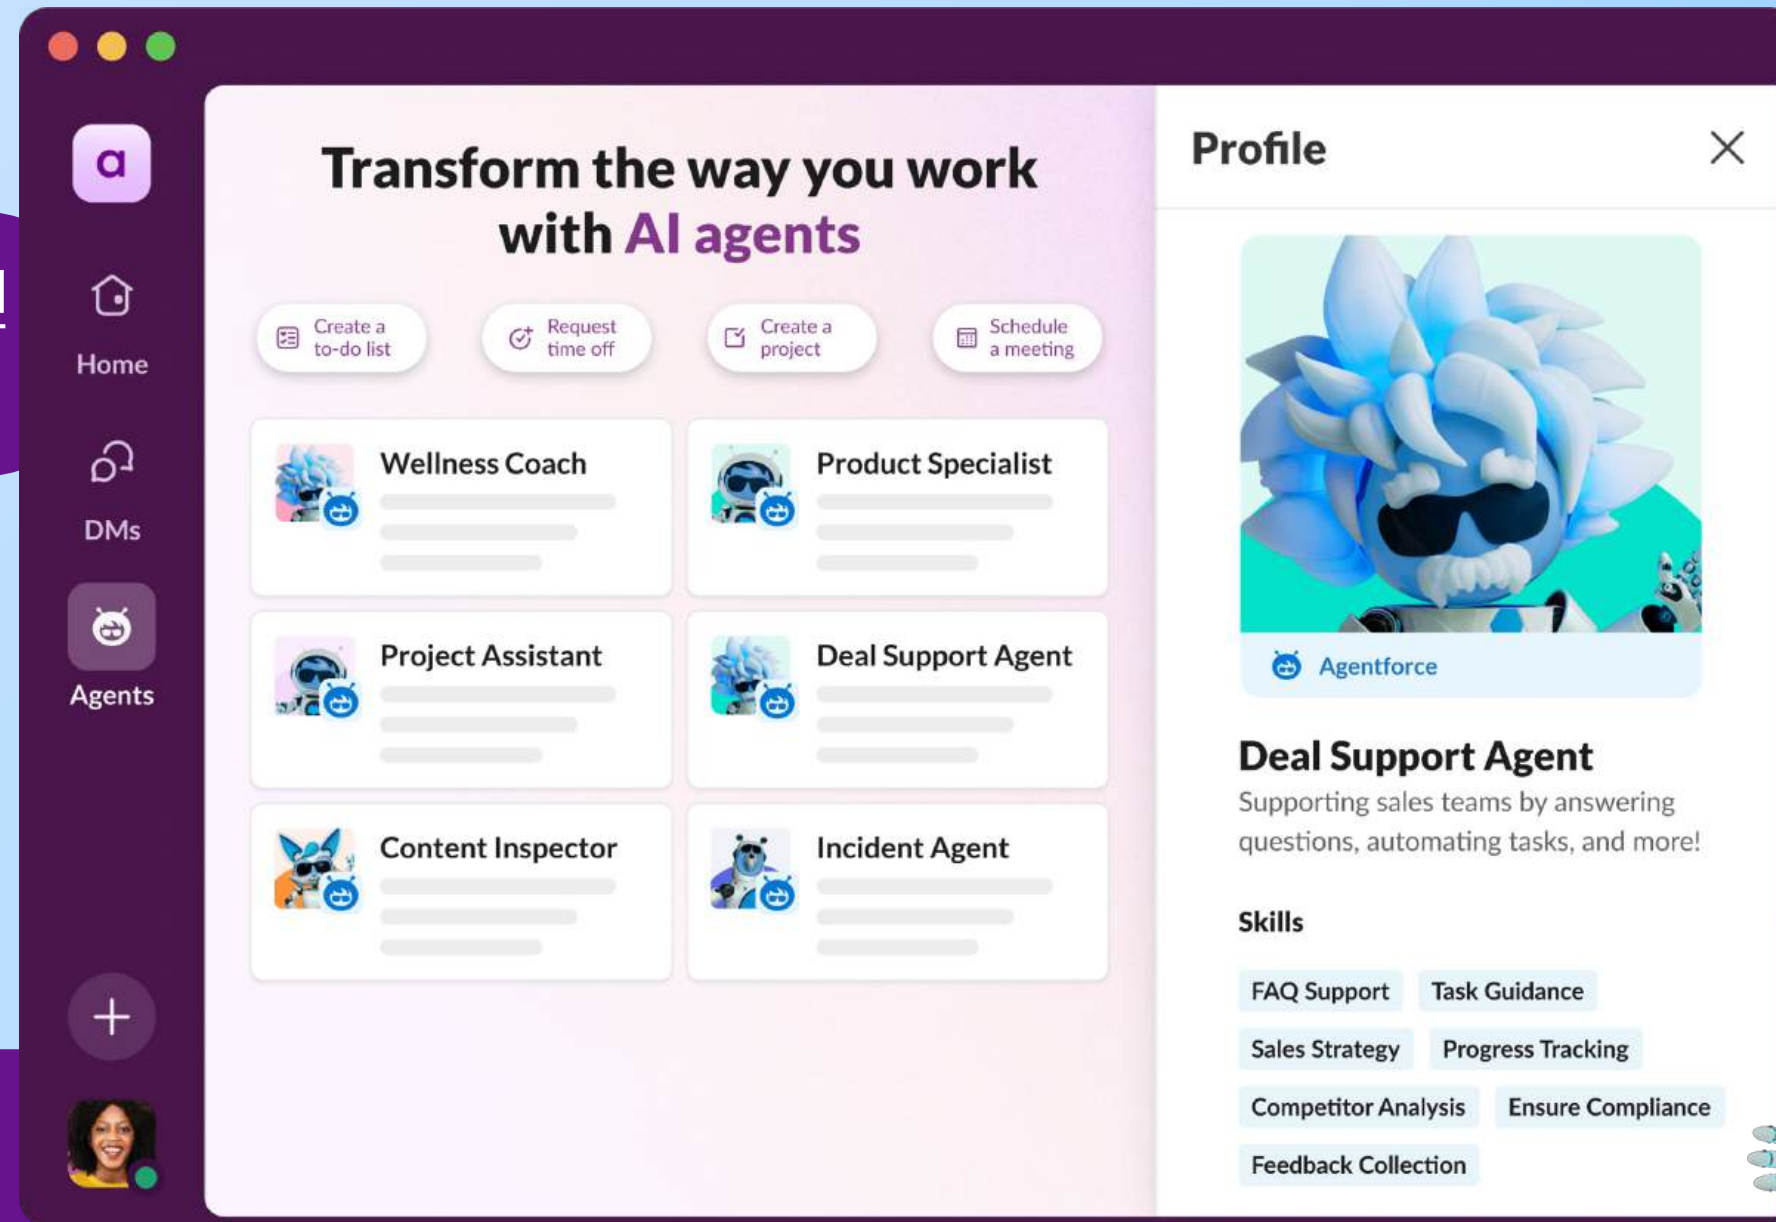 a
Home
DMs
Agents
Transform the way you work
with AI agents
Create a
to-do list
Request
time off
Create a
project
Schedule
a meeting
Wellness Coach
Product Specialist
Project Assistant
Deal Support Agent
Content Inspector
Incident Agent
Profile
Agentforce
Deal Support Agent
Supporting sales teams by answering
questions, automating tasks, and more!
Skills
FAQ Support Task Guidance
Sales Strategy Progress Tracking
Competitor Analysis Ensure Compliance
Feedback Collection